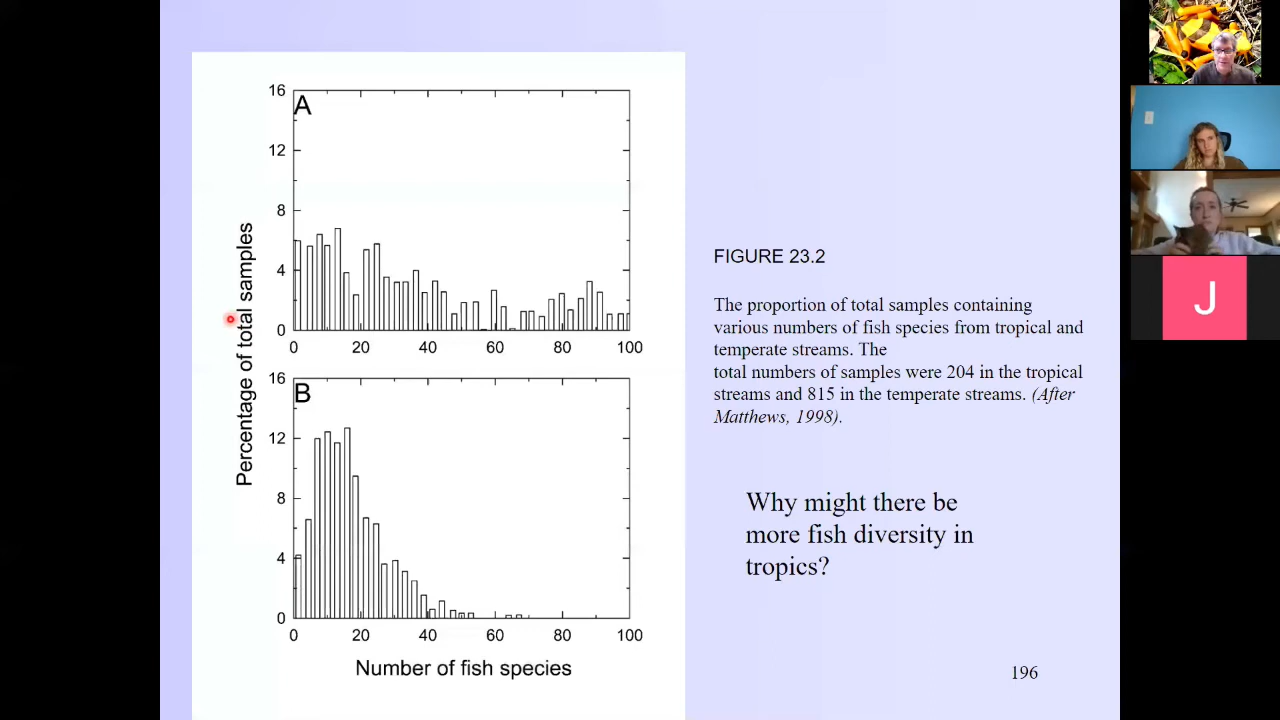 16
A
12
8
4
0
0 20 40 60 80 100
16
B
12
8
4
0
0 20 40 60 80 100
Percentage of total samples
Number of fish species
FIGURE 23.2
The proportion of total samples containing
various numbers of fish species from tropical and
temperate streams. The
total numbers of samples were 204 in the tropical
streams and 815 in the temperate streams. (After
Matthews, 1998).
Why might there be
more fish diversity in
tropics?
196
J